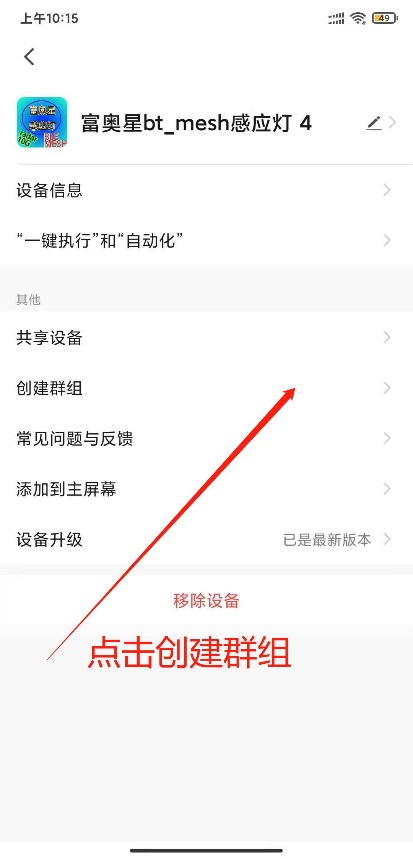 上午10:15
49
富奥星
富奥星bt_mesh感应灯 4
设备信息
“一键执行”和“自动化”
其他
共享设备
创建群组
常见问题与反馈
添加到主屏幕
设备升级 已是最新版本
移除设备
点击创建群组